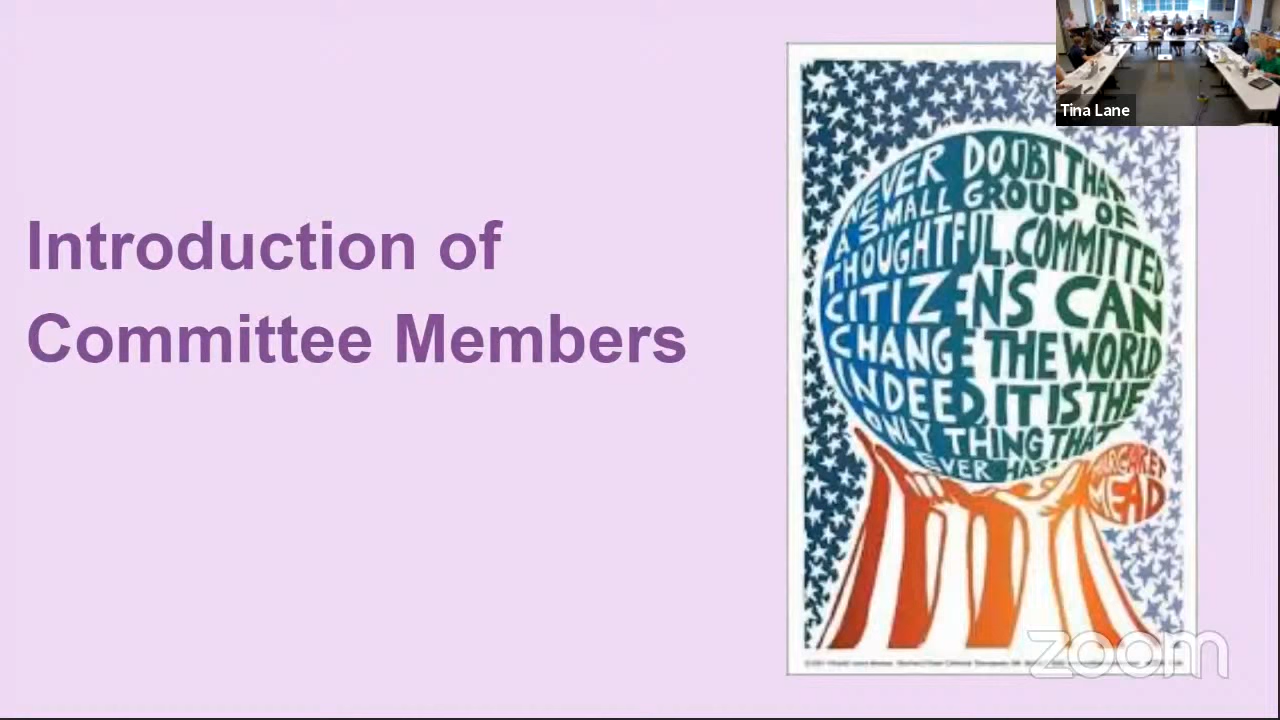 Introduction of
Committee Members
Tina Lane
NEVER DOUBT THAT
A SMALL GROUP OF
THOUGHTFUL, COMMITTED
CITIZENS CAN
CHANGE THE WORLD
INDEED, IT IS THE
ONLY THING THAT
EVER HAS.
MARGARET
MEAD
zoom